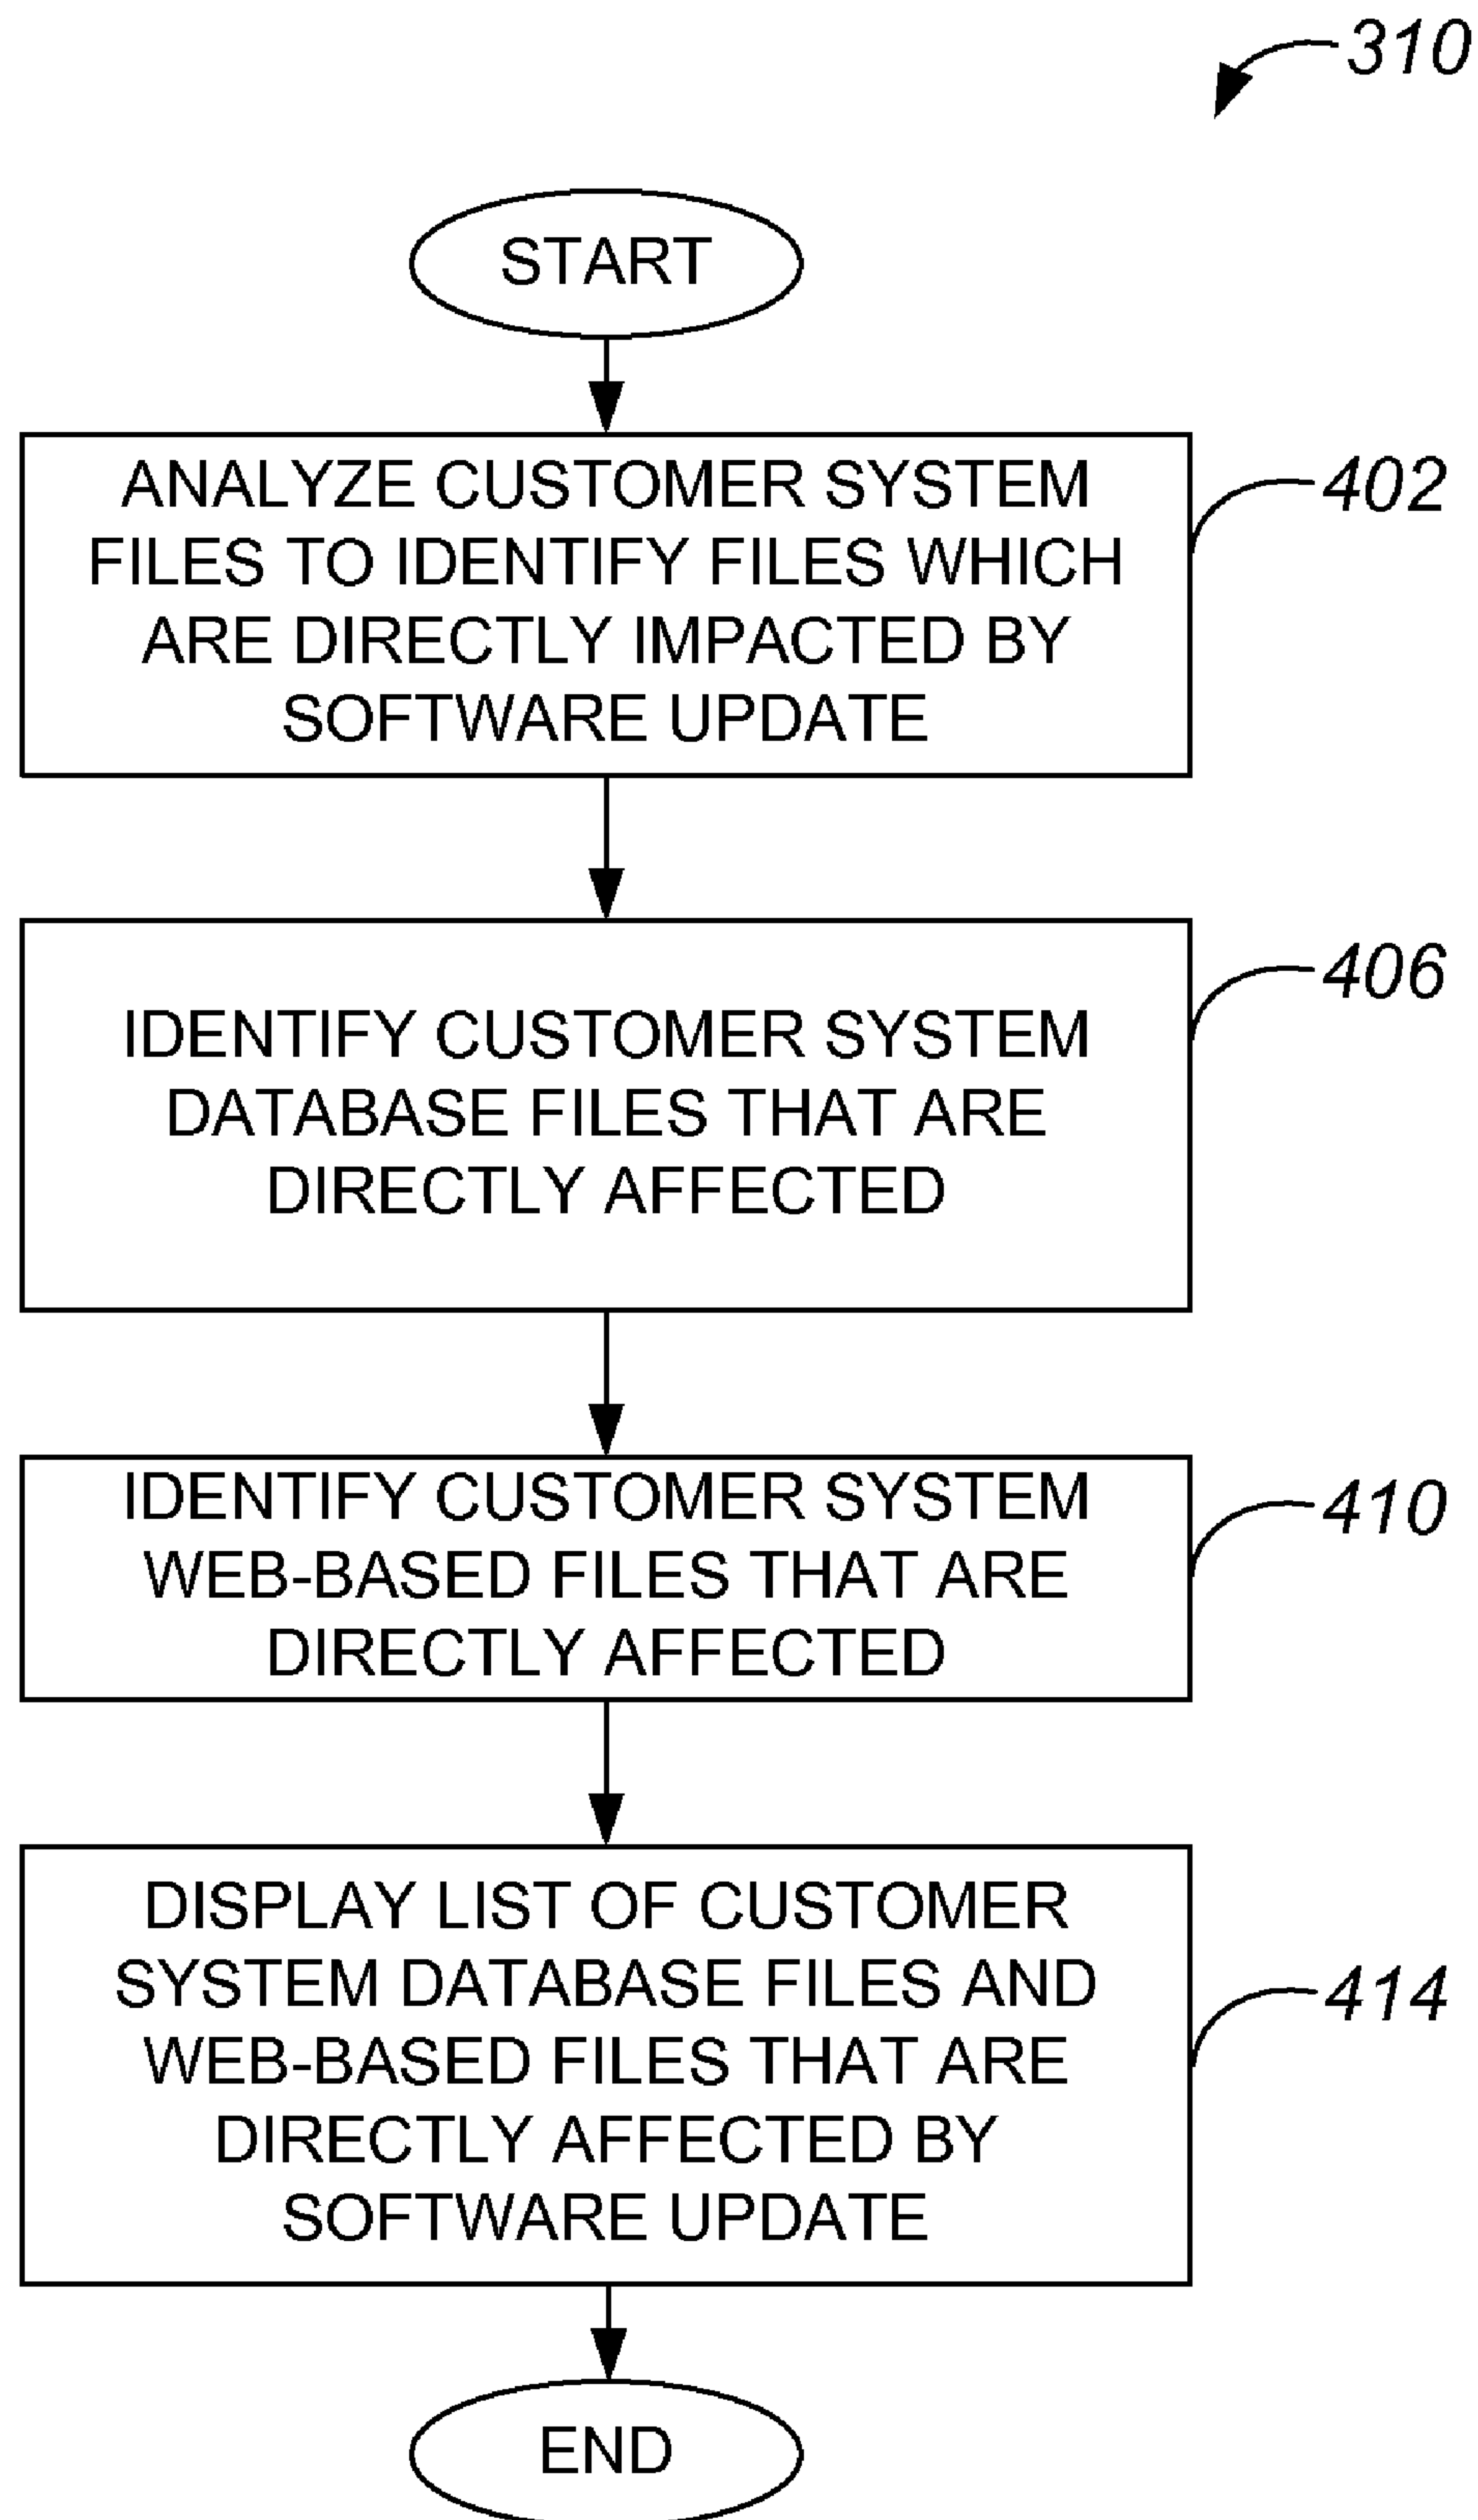 310
START
ANALYZE CUSTOMER SYSTEM
FILES TO IDENTIFY FILES WHICH
ARE DIRECTLY IMPACTED BY
SOFTWARE UPDATE
402
IDENTIFY CUSTOMER SYSTEM
DATABASE FILES THAT ARE
DIRECTLY AFFECTED
406
IDENTIFY CUSTOMER SYSTEM
WEB-BASED FILES THAT ARE
DIRECTLY AFFECTED
410
DISPLAY LIST OF CUSTOMER
SYSTEM DATABASE FILES AND
WEB-BASED FILES THAT ARE
DIRECTLY AFFECTED BY
SOFTWARE UPDATE
414
END